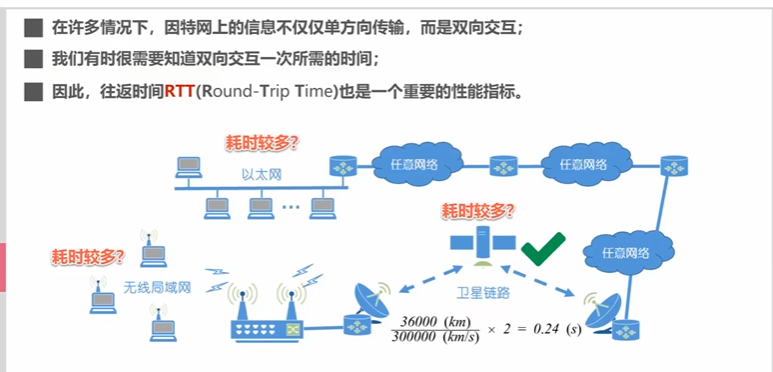 在许多情况下，因特网上的信息不仅仅单方向传输，而是双向交互；
我们有时很需要知道双向交互一次所需的时间；
因此，往返时间RTT(Round-Trip Time)也是一个重要的性能指标。
耗时较多？
以太网
任意网络
任意网络
耗时较多？
耗时较多？
任意网络
无线局域网
卫星链路
36000 (km)
300000 (km/s) × 2 = 0.24 (s)